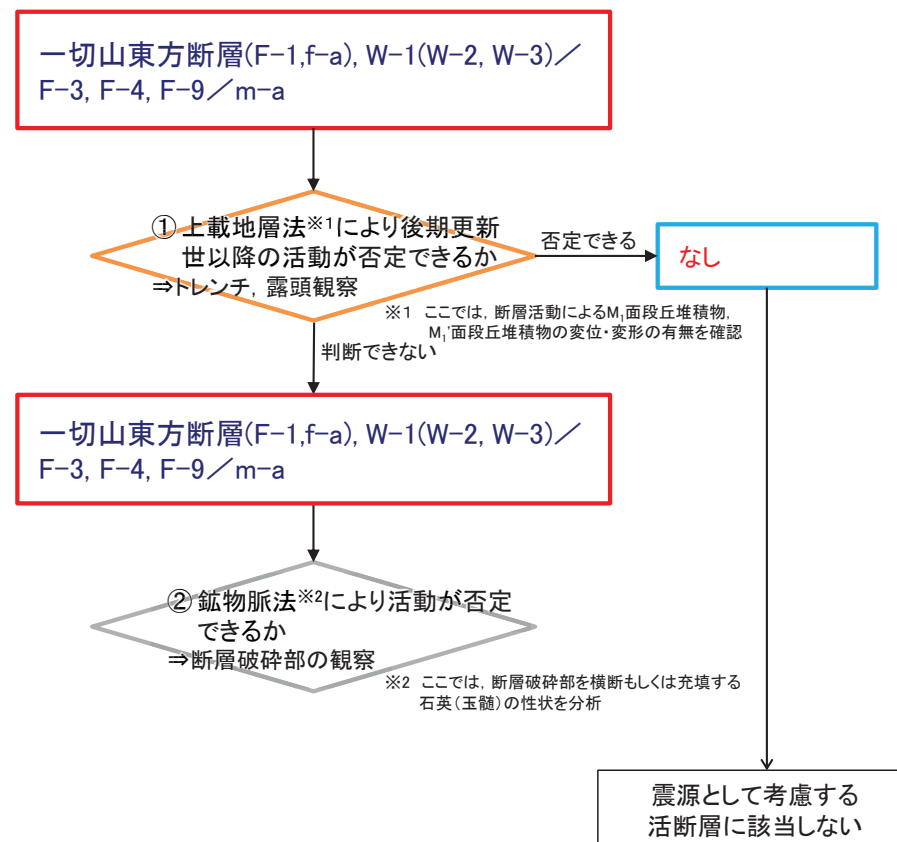 一切山東方断層(F-1,f-a), W-1(W-2, W-3)／
F-3, F-4, F-9／m-a
① 上載地層法※1により後期更新
世以降の活動が否定できるか
⇒トレンチ, 露頭観察
否定できる
なし
※1 ここでは, 断層活動によるM1面段丘堆積物,
M1'面段丘堆積物の変位・変形の有無を確認
判断できない
一切山東方断層(F-1,f-a), W-1(W-2, W-3)／
F-3, F-4, F-9／m-a
② 鉱物脈法※2により活動が否定
できるか
⇒断層破砕部の観察
※2 ここでは, 断層破砕部を横断もしくは充填する
石英(玉髄)の性状を分析
震源として考慮する
活断層に該当しない